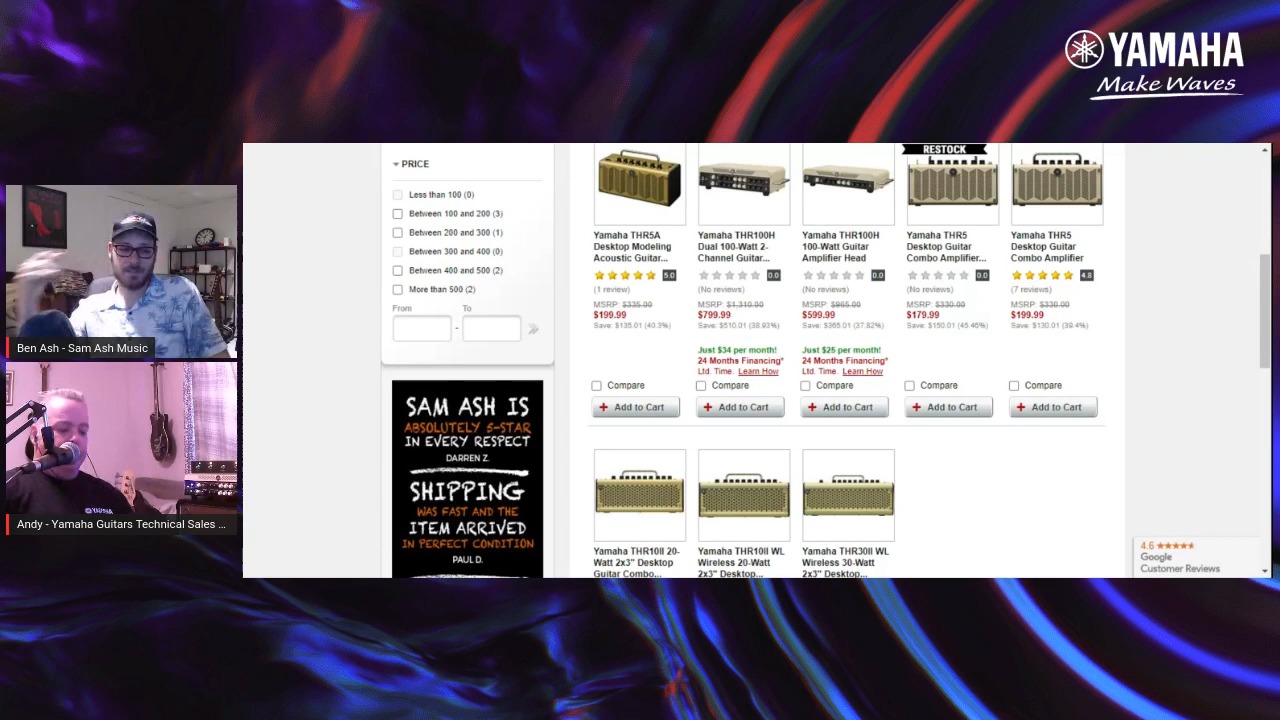 YAMAHA
Make Waves
Ben Ash - Sam Ash Music
YAMAHA
Andy - Yamaha Guitars Technical Sales ...
PRICE
Less than 100 (0)
Between 100 and 200 (3)
Between 200 and 300 (1)
Between 300 and 400 (0)
Between 400 and 500 (2)
More than 500 (2)
From To
-
SAM ASH IS
ABSOLUTELY 5-STAR
IN EVERY RESPECT
DARREN Z.
SHIPPING
WAS FAST AND THE
ITEM ARRIVED
IN PERFECT CONDITION
PAUL D.
Yamaha THR5A
Desktop Modeling
Acoustic Guitar...
5.0
(1 review)
MSRP: $335.00
$199.99
Save: $135.01 (40.3%)
Compare
Add to Cart
Yamaha THR100H
Dual 100-Watt 2-
Channel Guitar...
0.0
(No reviews)
MSRP: $1,310.00
$799.99
Save: $510.01 (38.93%)
Just $34 per month!
24 Months Financing*
Ltd. Time. Learn How
Compare
Add to Cart
Yamaha THR100H
100-Watt Guitar
Amplifier Head
0.0
(No reviews)
MSRP: $965.00
$599.99
Save: $365.01 (37.82%)
Just $25 per month!
24 Months Financing*
Ltd. Time. Learn How
Compare
Add to Cart
RESTOCK
Yamaha THR5
Desktop Guitar
Combo Amplifier...
0.0
(No reviews)
MSRP: $330.00
$179.99
Save: $150.01 (45.46%)
Compare
Add to Cart
Yamaha THR5
Desktop Guitar
Combo Amplifier
4.8
(7 reviews)
MSRP: $330.00
$199.99
Save: $130.01 (39.4%)
Compare
Add to Cart
Yamaha THR10II 20-
Watt 2x3" Desktop
Guitar Combo...
Yamaha THR10II WL
Wireless 20-Watt
2x3" Desktop...
Yamaha THR30II WL
Wireless 30-Watt
2x3" Desktop...
4.6
Google
Customer Reviews